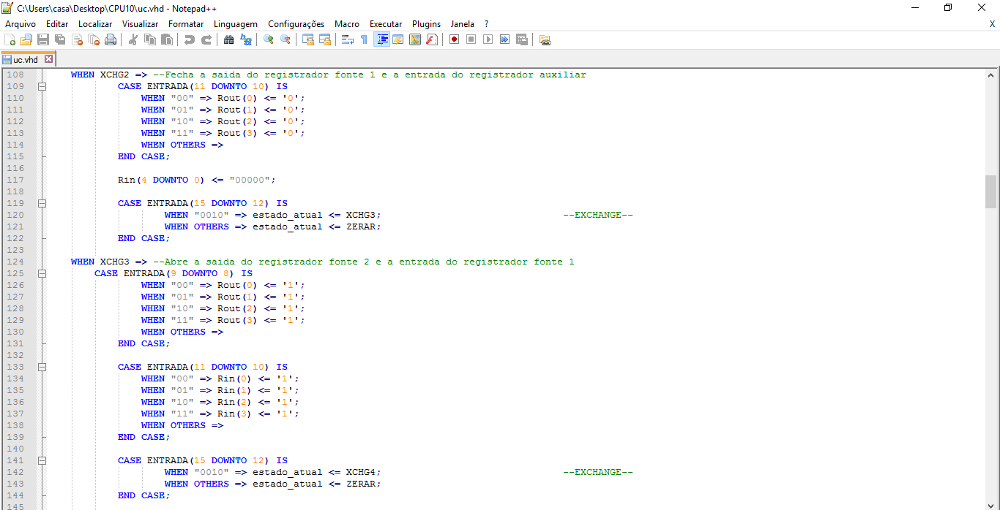 C:\Users\casa\Desktop\CPU10\uc.vhd - Notepad++
Arquivo Editar Localizar Visualizar Formatar Linguagem Configurações Macro Executar Plugins Janela ? X
uc.vhd
108 WHEN XCHG2 => --Fecha a saida do registrador fonte 1 e a entrada do registrador auxiliar
109 CASE ENTRADA(11 DOWNTO 10) IS
110 WHEN "00" => Rout(0) <= '0';
111 WHEN "01" => Rout(1) <= '0';
112 WHEN "10" => Rout(2) <= '0';
113 WHEN "11" => Rout(3) <= '0';
114 WHEN OTHERS =>
115 END CASE;
116
117 Rin(4 DOWNTO 0) <= "00000";
118
119 CASE ENTRADA(15 DOWNTO 12) IS
120 WHEN "0010" => estado_atual <= XCHG3; --EXCHANGE--
121 WHEN OTHERS => estado_atual <= ZERAR;
122 END CASE;
123
124 WHEN XCHG3 => --Abre a saida do registrador fonte 2 e a entrada do registrador fonte 1
125 CASE ENTRADA(9 DOWNTO 8) IS
126 WHEN "00" => Rout(0) <= '1';
127 WHEN "01" => Rout(1) <= '1';
128 WHEN "10" => Rout(2) <= '1';
129 WHEN "11" => Rout(3) <= '1';
130 WHEN OTHERS =>
131 END CASE;
132
133 CASE ENTRADA(11 DOWNTO 10) IS
134 WHEN "00" => Rin(0) <= '1';
135 WHEN "01" => Rin(1) <= '1';
136 WHEN "10" => Rin(2) <= '1';
137 WHEN "11" => Rin(3) <= '1';
138 WHEN OTHERS =>
139 END CASE;
140
141 CASE ENTRADA(15 DOWNTO 12) IS
142 WHEN "0010" => estado_atual <= XCHG4; --EXCHANGE--
143 WHEN OTHERS => estado_atual <= ZERAR;
144 END CASE;
145